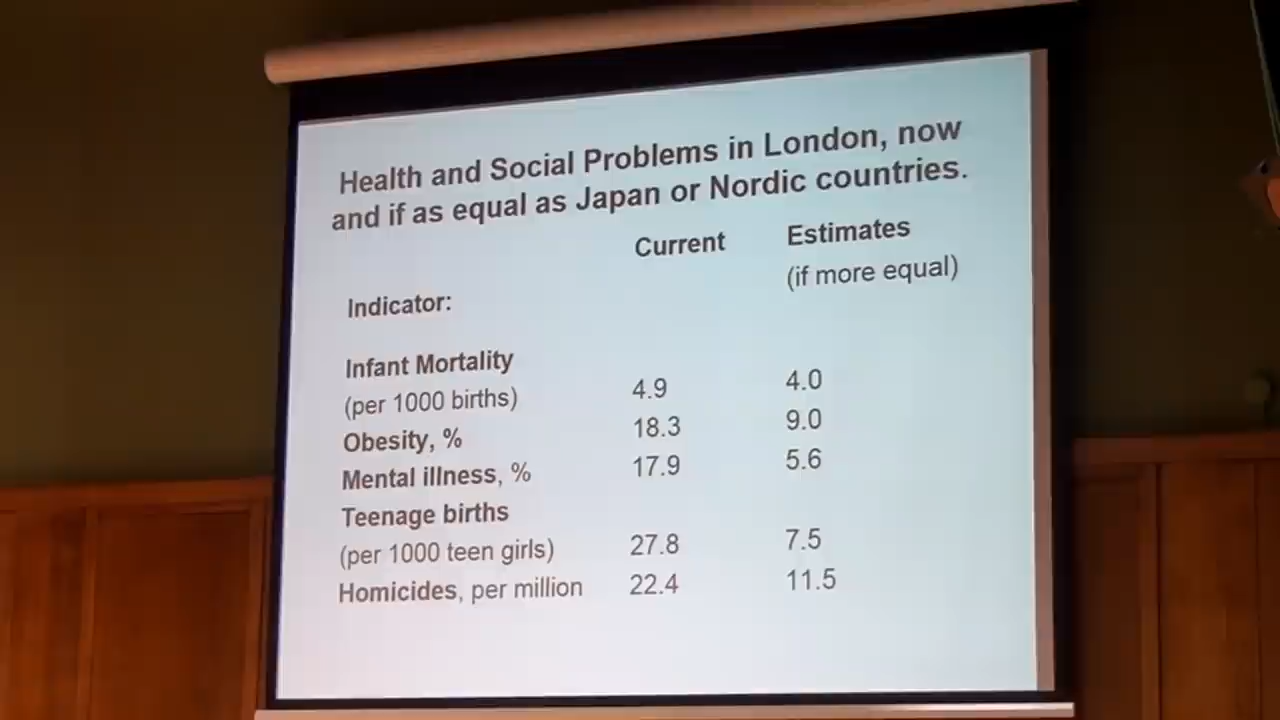 Health and Social Problems in London, now
and if as equal as Japan or Nordic countries.
Current Estimates
(if more equal)
Indicator:
Infant Mortality
(per 1000 births) 4.9 4.0
Obesity, % 18.3 9.0
Mental illness, % 17.9 5.6
Teenage births
(per 1000 teen girls) 27.8 7.5
Homicides, per million 22.4 11.5